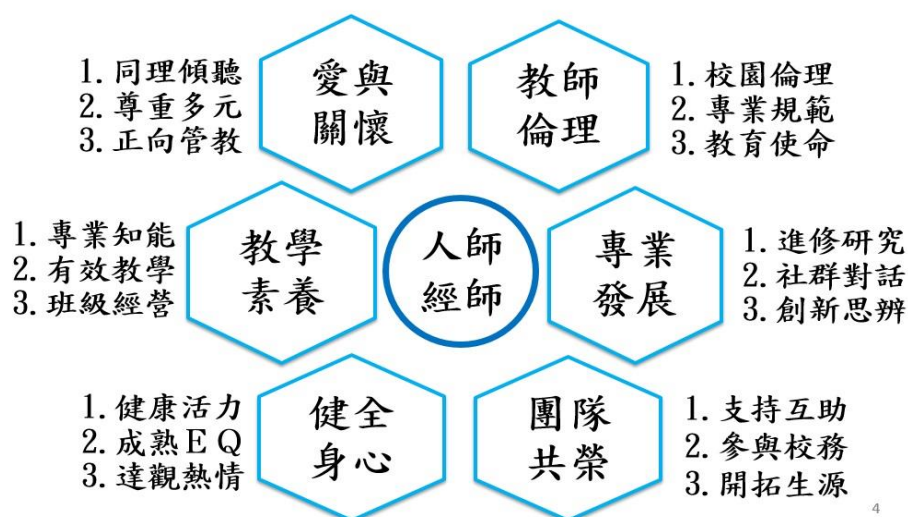 1. 同理傾聽
2. 尊重多元
3. 正向管教
愛與
關懷
教師
倫理
1. 校園倫理
2. 專業規範
3. 教育使命
1. 專業知能
2. 有效教學
3. 班級經營
教學
素養
人師
經師
專業
發展
1. 進修研究
2. 社群對話
3. 創新思辨
1. 健康活力
2. 成熟ＥＱ
3. 達觀熱情
健全
身心
團隊
共榮
1. 支持互助
2. 參與校務
3. 開拓生源
4